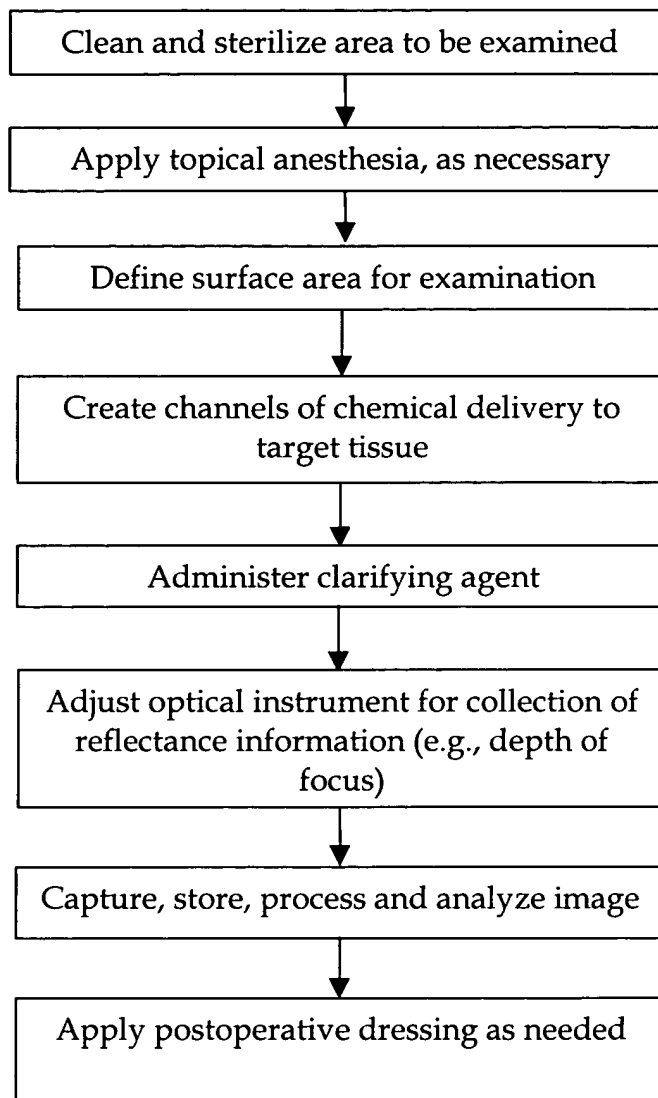 Clean and sterilize area to be examined
Apply topical anesthesia, as necessary
Define surface area for examination
Create channels of chemical delivery to
target tissue
Administer clarifying agent
Adjust optical instrument for collection of
reflectance information (e.g., depth of
focus)
Capture, store, process and analyze image
Apply postoperative dressing as needed